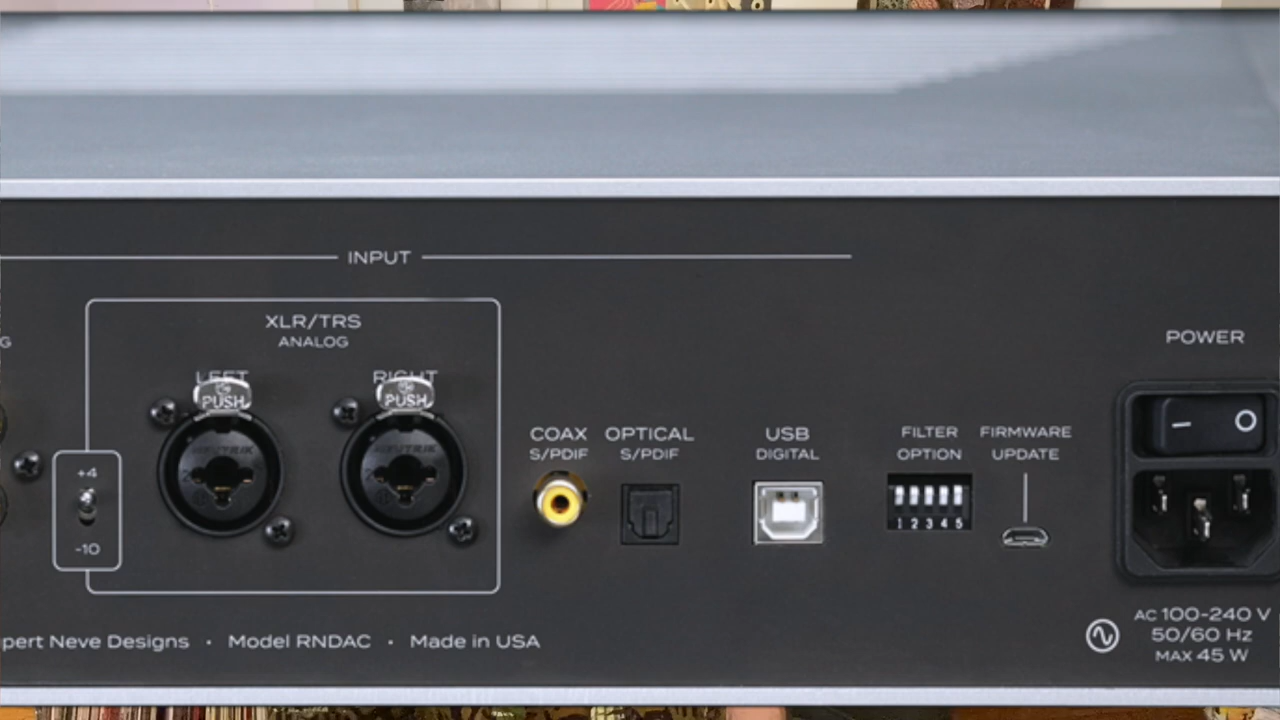 INPUT
G
XLR/TRS
ANALOG
LEFT RIGHT
PUSH PUSH
NEUTRIK NEUTRIK
+4
-10
COAX
S/PDIF
OPTICAL
S/PDIF
USB
DIGITAL
FILTER
OPTION
1 2 3 4 5
FIRMWARE
UPDATE
POWER
pert Neve Designs • Model RNDAC • Made in USA
AC 100-240 V
50/60 Hz
MAX 45 W